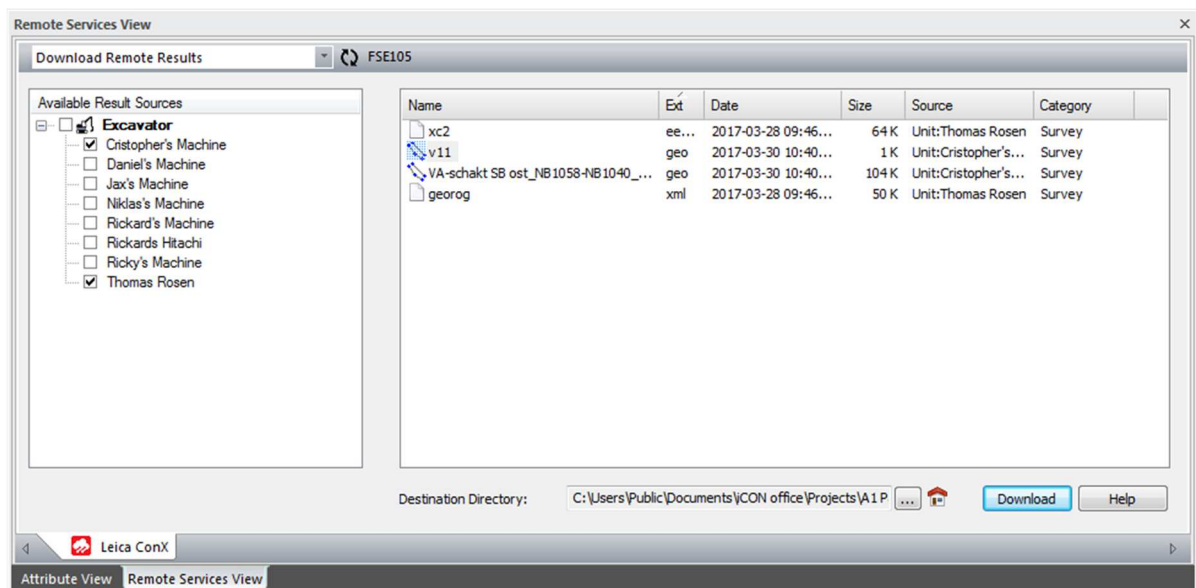 Remote Services View
Download Remote Results
FSE105
Available Result Sources
Excavator
Cristopher's Machine
Daniel's Machine
Jax's Machine
Niklas's Machine
Rickard's Machine
Rickards Hitachi
Ricky's Machine
Thomas Rosen
Name Ext Date Size Source Category
xc2 ee... 2017-03-28 09:46... 64 K Unit:Thomas Rosen Survey
v11 geo 2017-03-30 10:40... 1 K Unit:Cristopher's... Survey
VA-schakt SB ost_NB1058-NB1040_... geo 2017-03-30 10:40... 104 K Unit:Cristopher's... Survey
georog xml 2017-03-28 09:46... 50 K Unit:Thomas Rosen Survey
Destination Directory: C:\Users\Public\Documents\iCON office\Projects\A1 P ... Download Help
Leica ConX
Attribute View Remote Services View